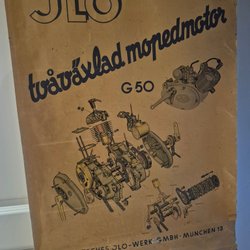 JLO
tvåväxlad mopedmotor
G 50
JLO-WERK GMBH · MÜNCHEN 13